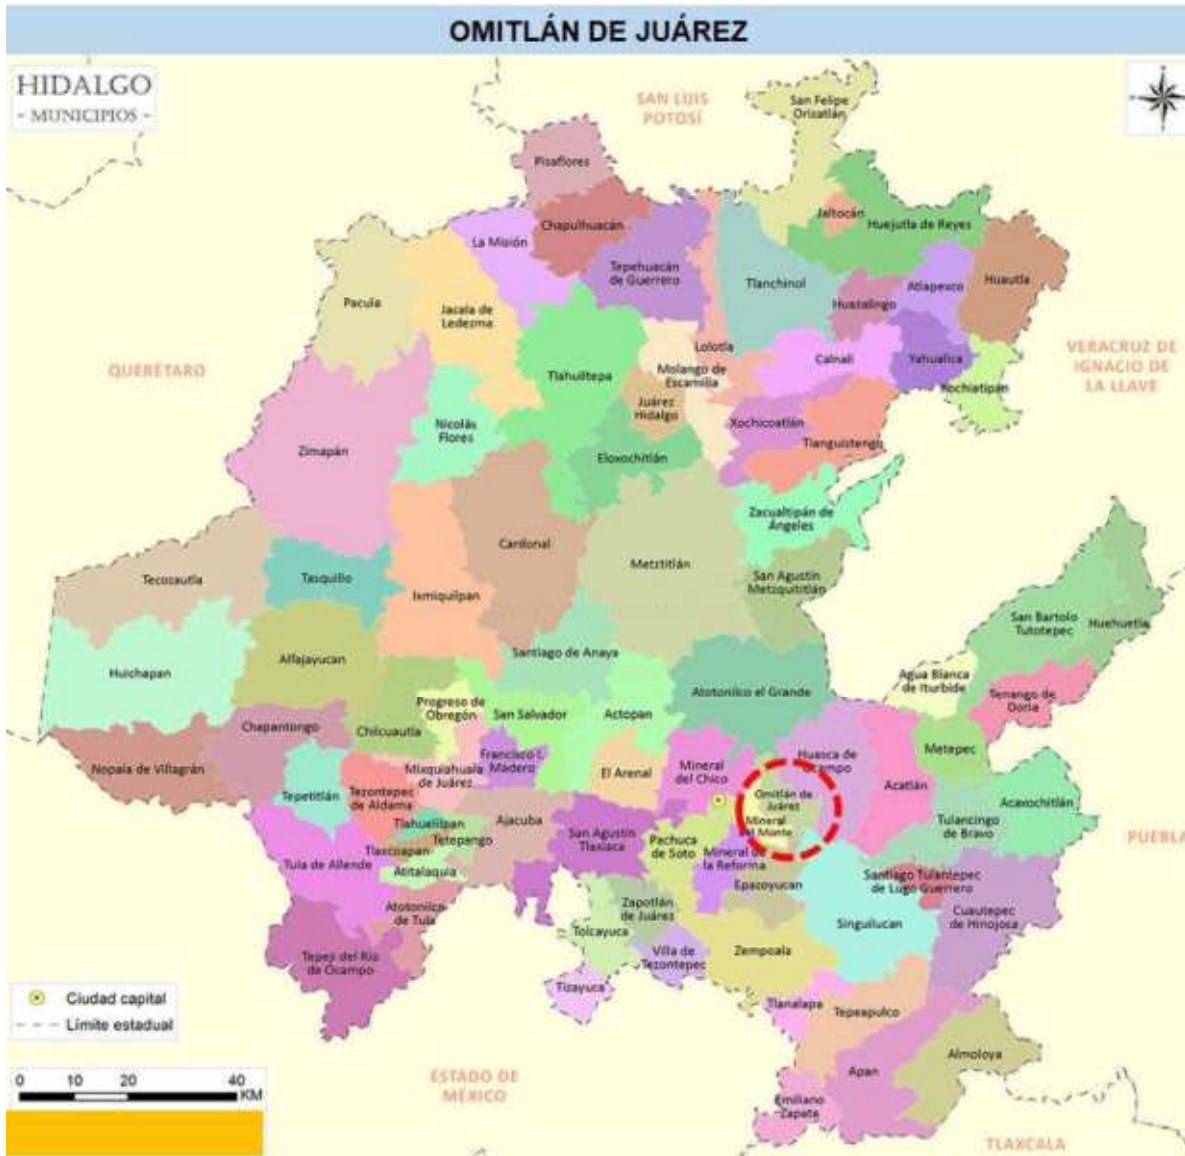 OMITLÁN DE JUÁREZ
HIDALGO
- MUNICIPIOS -
SAN LUIS
POTOSÍ
San Felipe
Orizatlán
Pisaflores
Chapulhuacán
La Misión
Jaltocán
Huejutla de Reyes
Tepehuacán
de Guerrero
Tlanchinol
Atlapexco
Huautla
Huazalingo
Pacula
Jacala de
Ledezma
Lolotla
Calnali
Yahualica
VERACRUZ DE
IGNACIO DE
LA LLAVE
QUERÉTARO
Tlahuiltepa
Molango de
Escamilla
Xochiatipan
Juárez
Hidalgo
Nicolás
Flores
Xochicoatlán
Tianguistengo
Zimapán
Eloxochitlán
Zacualtipán de
Ángeles
Cardonal
Metztitlán
Tecozautla
Tasquillo
Ixmiquilpan
San Agustín
Metzquititlán
San Bartolo
Tutotepec
Huehuetla
Santiago de Anaya
Alfajayucan
Huichapan
Agua Blanca
de Iturbide
Tenango de
Doria
Atotonilco el Grande
Progreso de
Obregón
San Salvador
Actopan
Chapantongo
Chilcuautla
Metepec
Huasca de
Ocampo
Francisco I.
Madero
Nopala de Villagrán
Mixquiahuala
de Juárez
El Arenal
Mineral
del Chico
Acatlán
Tepetitlán
Tezontepec
de Aldama
Omitlán de
Juárez
Acaxochitlán
Tulancingo
de Bravo
Ajacuba
Tlahuelilpan
Tetepango
San Agustín
Tlaxiaca
Mineral
del Monte
Pachuca
de Soto
PUEBLA
Tlaxcoapan
Tula de Allende
Atitalaquia
Mineral de
la Reforma
Epazoyucan
Santiago Tulantepec
de Lugo Guerrero
Atotonilco
de Tula
Zapotlán
de Juárez
Singuilucan
Cuautepec
de Hinojosa
Tolcayuca
Villa de
Tezontepec
Zempoala
Tepeji del Río
de Ocampo
Tizayuca
Tlanalapa
Tepeapulco
Ciudad capital
Límite estadual
Almoloya
Apan
ESTADO DE
MÉXICO
Emiliano
Zapata
0 10 20 40
KM
TLAXCALA